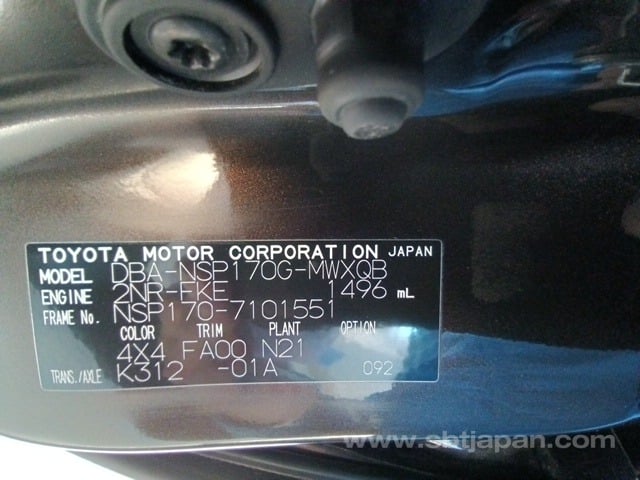 TOYOTA MOTOR CORPORATION JAPAN
MODEL DBA-NSP170G-MWXQB
ENGINE 2NR-FKE 1496 mL
FRAME No. NSP170-7101551
COLOR TRIM PLANT OPTION
4X4 FA00 N21
TRANS./AXLE K312 -01A 092
www.sbtjapan.com